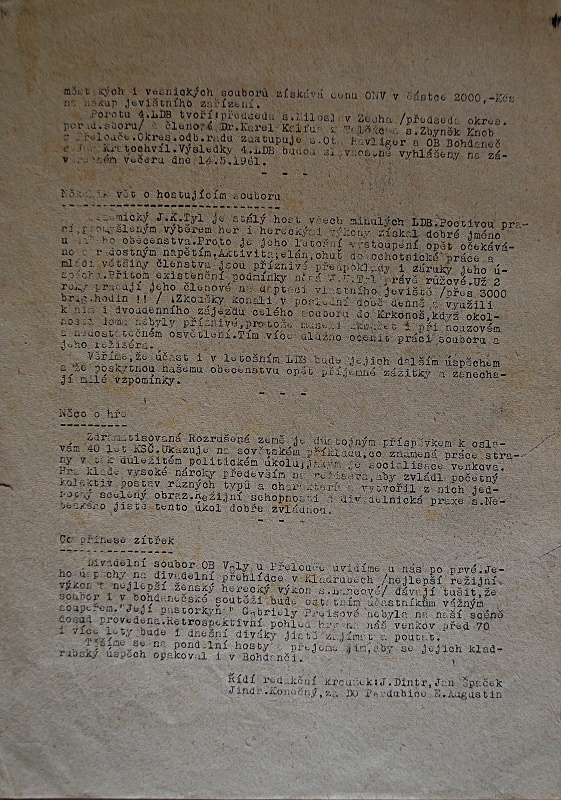 městských i vesnických souborů získává cenu ONV v částce 2000,-Kčs
na nákup jevištního zařízení.
Porotu 4.LDB tvoří:předseda s.Miloslav Zecha /předseda okres.
porad.sboru/ a členové Dr.Karel s.Zbyněk Knob
z Přelouče.Okres.odb.radu zastupuje s.Ota Havliger a OB Bohdaneč
s Kratochvíl.Výsledky 4.LDB budou slavnostně vyhlášeny na zá-
věrečném večeru dne 14.5.1961.
- - -
Několik vět o hostujícím souboru
J.K.Tyl je stálý host všech minulých LDB.Poctivou pra-
cí, výběrem her i hereckými výkony získal dobré jméno
u našeho obecenstva.Proto je jeho letošní vystoupení opět očekává-
no s radostným napětím.Aktivita,elán,chuť do ochotnické práce a
mládí většiny členstva jsou příznivé předpoklady i záruky jeho ú-
spěchu.Přitom existenční podmínky nemá J.K.Tyl právě růžové.Už 2
roky pracují jeho členové na adaptaci vlastního jeviště /přes 3000
brig.hodin !! / .Zkoušky konali v poslední době denně a využili
k nim i dvoudenního zájezdu celého souboru do Krkonoš,když okol-
nosti doma nebyly příznivé,protože museli zkoušet i při nouzovém
a nedostatečném osvětlení.Tím více dlužno ocenit práci souboru a
jeho režiséra.
Věříme,že účast i v letošním LDB bude jejich dalším úspěchem
a že poskytnou našemu obecenstvu opět příjemné zážitky a zanecha-
jí milé vzpomínky.
- - -
Něco o hře
Zdramatisovaná Rozrušená země je důstojným příspěvkem k osla-
vám 40 let KSČ.Ukazuje na sovětském příkladu,co znamená práce stra-
ny v tak důležitém politickém úkolu,jakým je socialisace venkova.
Hra klade vysoké nároky především na režiséra,aby zvládl početný
kolektiv postav různých typů a charakterů a vytvořil z nich jed-
notný scelený obraz.Režijní schopnosti a divadelnická praxe s.Ne-
beského jistě tento úkol dobře zvládnou.
- - -
Co přinese zítřek
Divadelní soubor OB Valy u Přelouče uvidíme u nás po prvé.Je-
ho úspěchy na divadelní přehlídce v Kladrubech /nejlepší režijní
výkon a nejlepší ženský herecký výkon s. / dávají tušit,že
soubor i v bohdanečské soutěži bude ostatním účastníkům vážným
soupeřem."Její pastorkyňa" Gabriely Preissové nebyla na naší scéně
dosud provedena.Retrospektivní pohled hry na náš venkov před 70
i více lety bude i dnešní diváky jistě zajímat a poutat.
Těšíme se na pondělní hosty a přejeme jim,aby se jejich klad-
rubský úspěch opakoval i v Bohdanči.
Řídí redakční kroužek:J.Dintr,Jan Špaček
Jindr.Konečný,za DO Pardubice E.Augustin